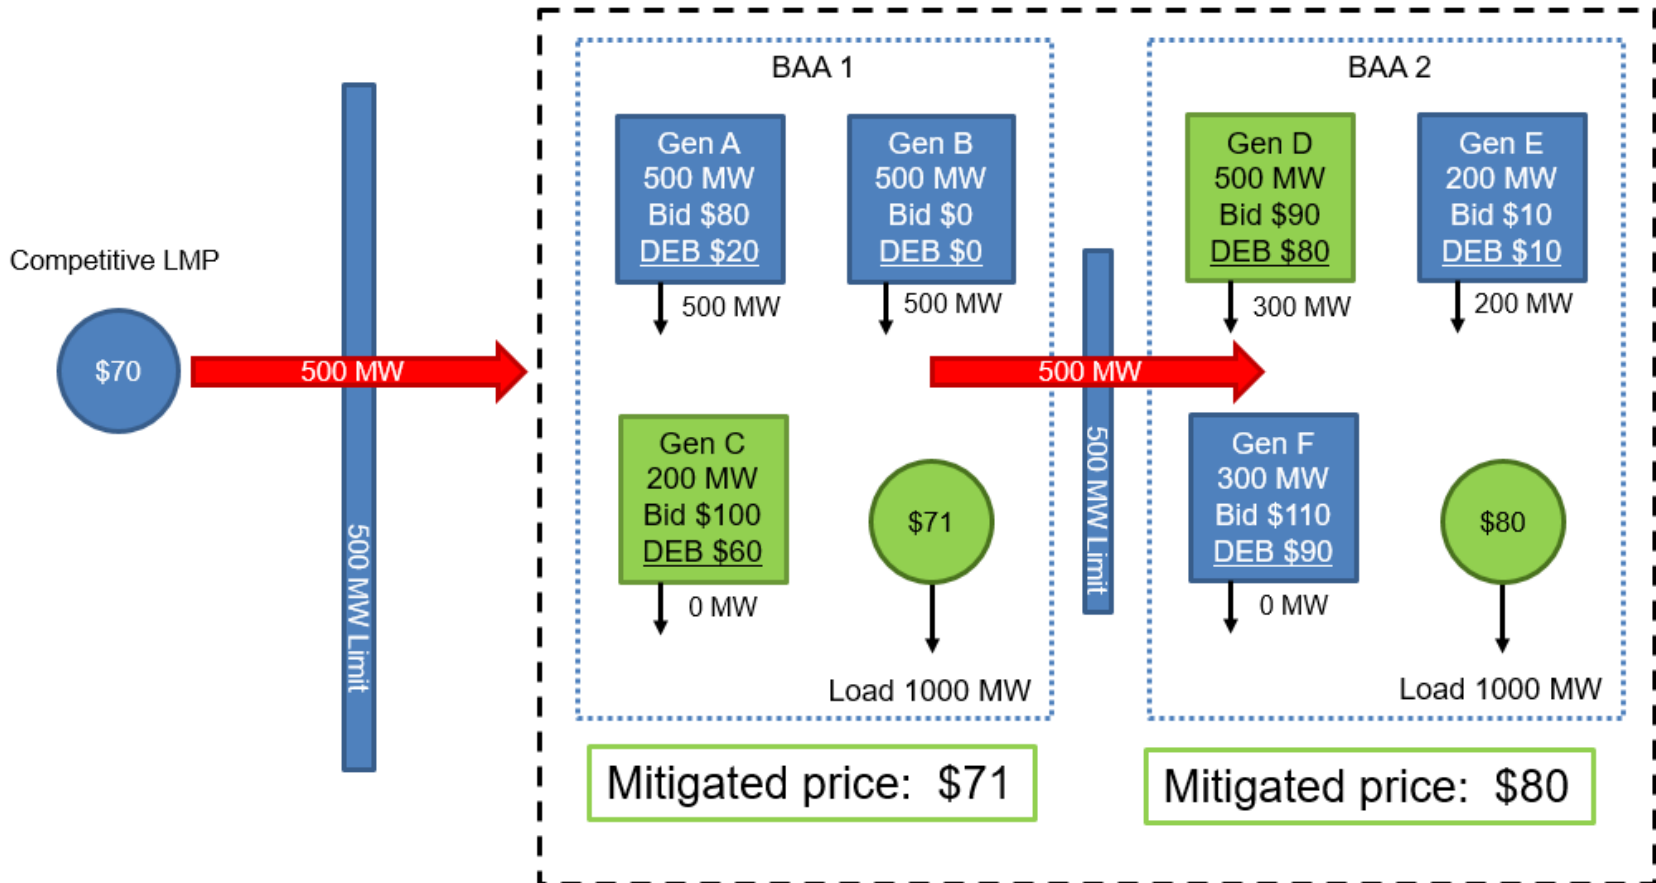 Competitive LMP
$70
500 MW
500 MW Limit
BAA 1
Gen A
500 MW
Bid $80
DEB $20
500 MW
Gen B
500 MW
Bid $0
DEB $0
500 MW
Gen C
200 MW
Bid $100
DEB $60
0 MW
$71
Load 1000 MW
Mitigated price: $71
500 MW
500 MW Limit
BAA 2
Gen D
500 MW
Bid $90
DEB $80
300 MW
Gen E
200 MW
Bid $10
DEB $10
200 MW
Gen F
300 MW
Bid $110
DEB $90
0 MW
$80
Load 1000 MW
Mitigated price: $80